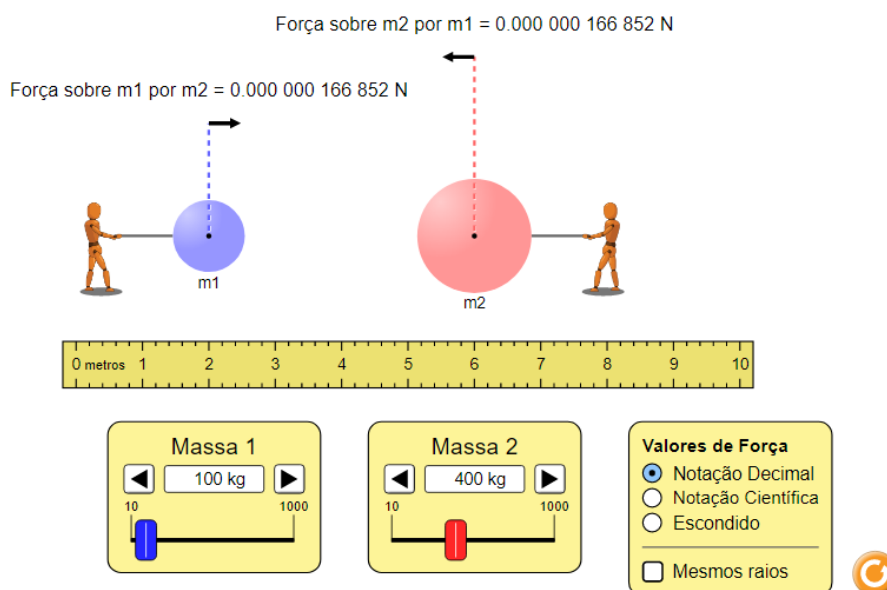 Força sobre m2 por m1 = 0.000 000 166 852 N
Força sobre m1 por m2 = 0.000 000 166 852 N
m1
m2
0 metros 1 2 3 4 5 6 7 8 9 10
Massa 1
100 kg
10 1000
Massa 2
400 kg
10 1000
Valores de Força
Notação Decimal
Notação Científica
Escondido
Mesmos raios